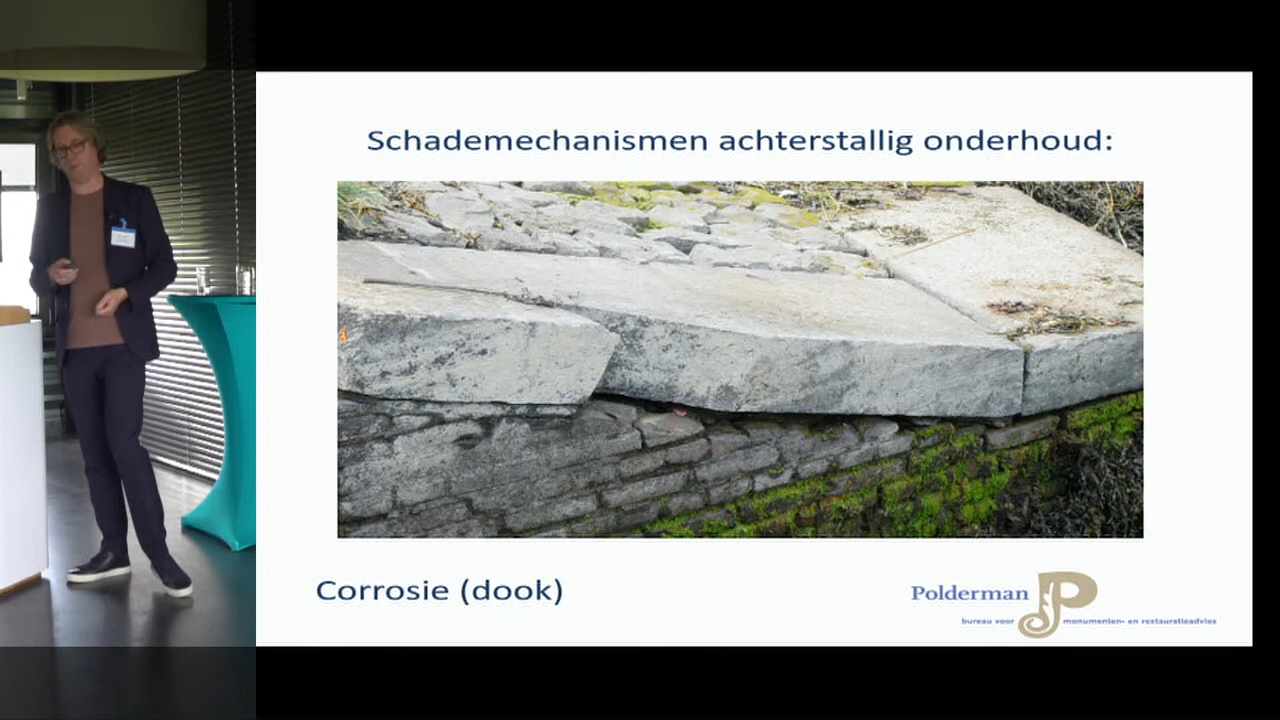 Schademechanismen achterstallig onderhoud:
Corrosie (dook)
Polderman
bureau voor monumenten- en restauratieadvies